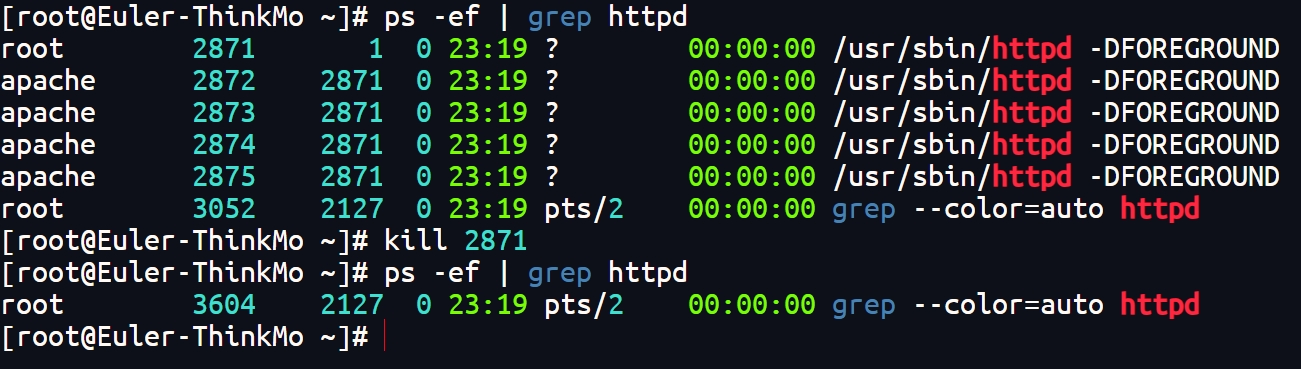 [root@Euler-ThinkMo ~]# ps -ef | grep httpd
root        2871       1  0 23:19 ?        00:00:00 /usr/sbin/httpd -DFOREGROUND
apache      2872    2871  0 23:19 ?        00:00:00 /usr/sbin/httpd -DFOREGROUND
apache      2873    2871  0 23:19 ?        00:00:00 /usr/sbin/httpd -DFOREGROUND
apache      2874    2871  0 23:19 ?        00:00:00 /usr/sbin/httpd -DFOREGROUND
apache      2875    2871  0 23:19 ?        00:00:00 /usr/sbin/httpd -DFOREGROUND
root        3052    2127  0 23:19 pts/2    00:00:00 grep --color=auto httpd
[root@Euler-ThinkMo ~]# kill 2871
[root@Euler-ThinkMo ~]# ps -ef | grep httpd
root        3604    2127  0 23:19 pts/2    00:00:00 grep --color=auto httpd
[root@Euler-ThinkMo ~]#